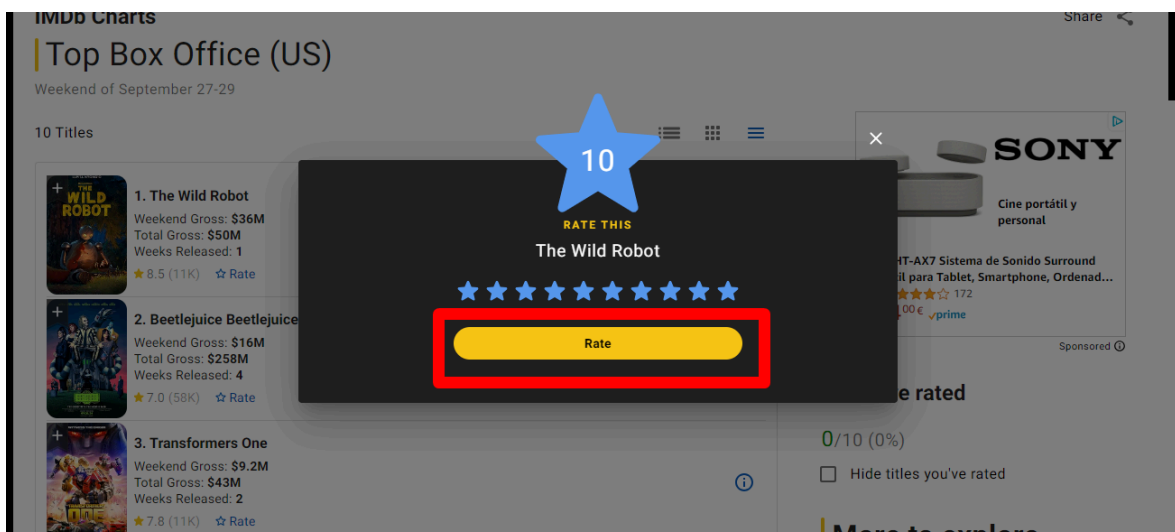 IMDb Charts
Share
Top Box Office (US)
Weekend of September 27-29
10 Titles
10
RATE THIS
The Wild Robot
Rate
THE
WILD
ROBOT
1. The Wild Robot
Weekend Gross: $36M
Total Gross: $50M
Weeks Released: 1
8.5 (11K) Rate
2. Beetlejuice Beetlejuice
Weekend Gross: $16M
Total Gross: $258M
Weeks Released: 4
7.0 (58K) Rate
3. Transformers One
Weekend Gross: $9.2M
Total Gross: $43M
Weeks Released: 2
7.8 (11K) Rate
SONY
Cine portátil y
personal
HT-AX7 Sistema de Sonido Surround
para Tablet, Smartphone, Ordenad...
172
00 € prime
Sponsored
rated
0/10 (0%)
Hide titles you've rated
More to explore